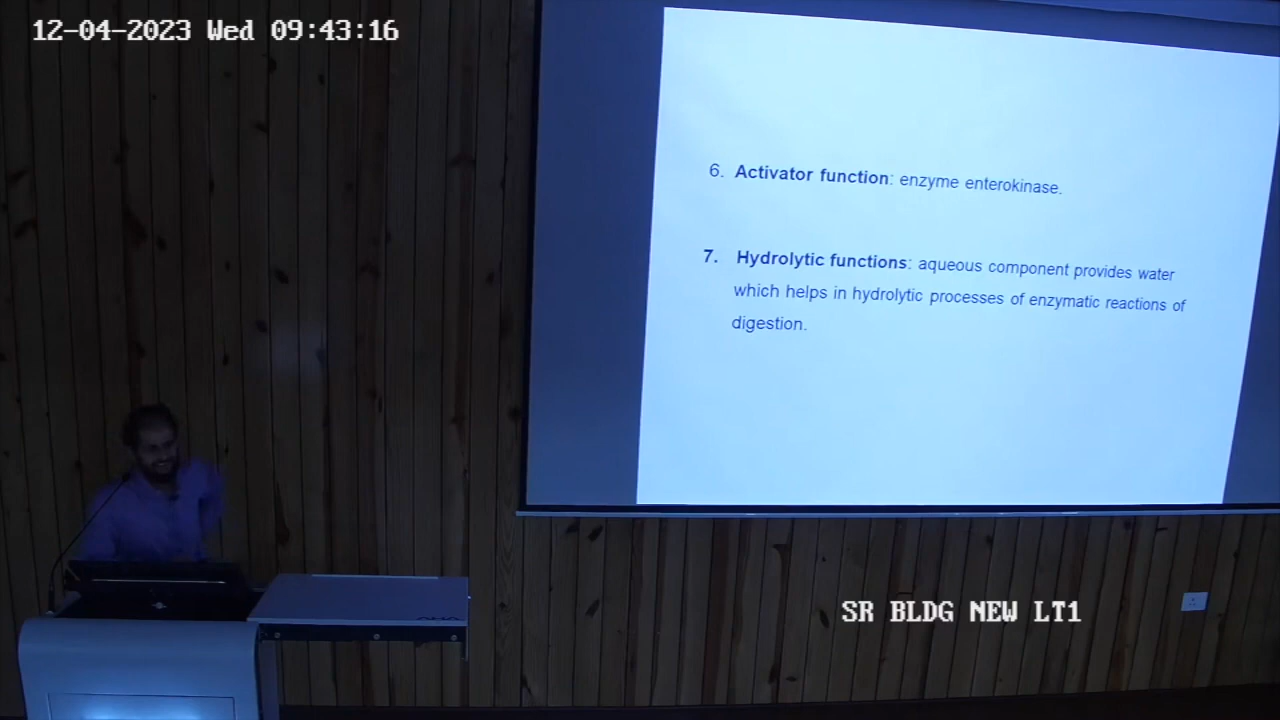 12-04-2023 Wed 09:43:16
6. Activator function: enzyme enterokinase.
7. Hydrolytic functions: aqueous component provides water
which helps in hydrolytic processes of enzymatic reactions of
digestion.
SR BLDG NEW LT1